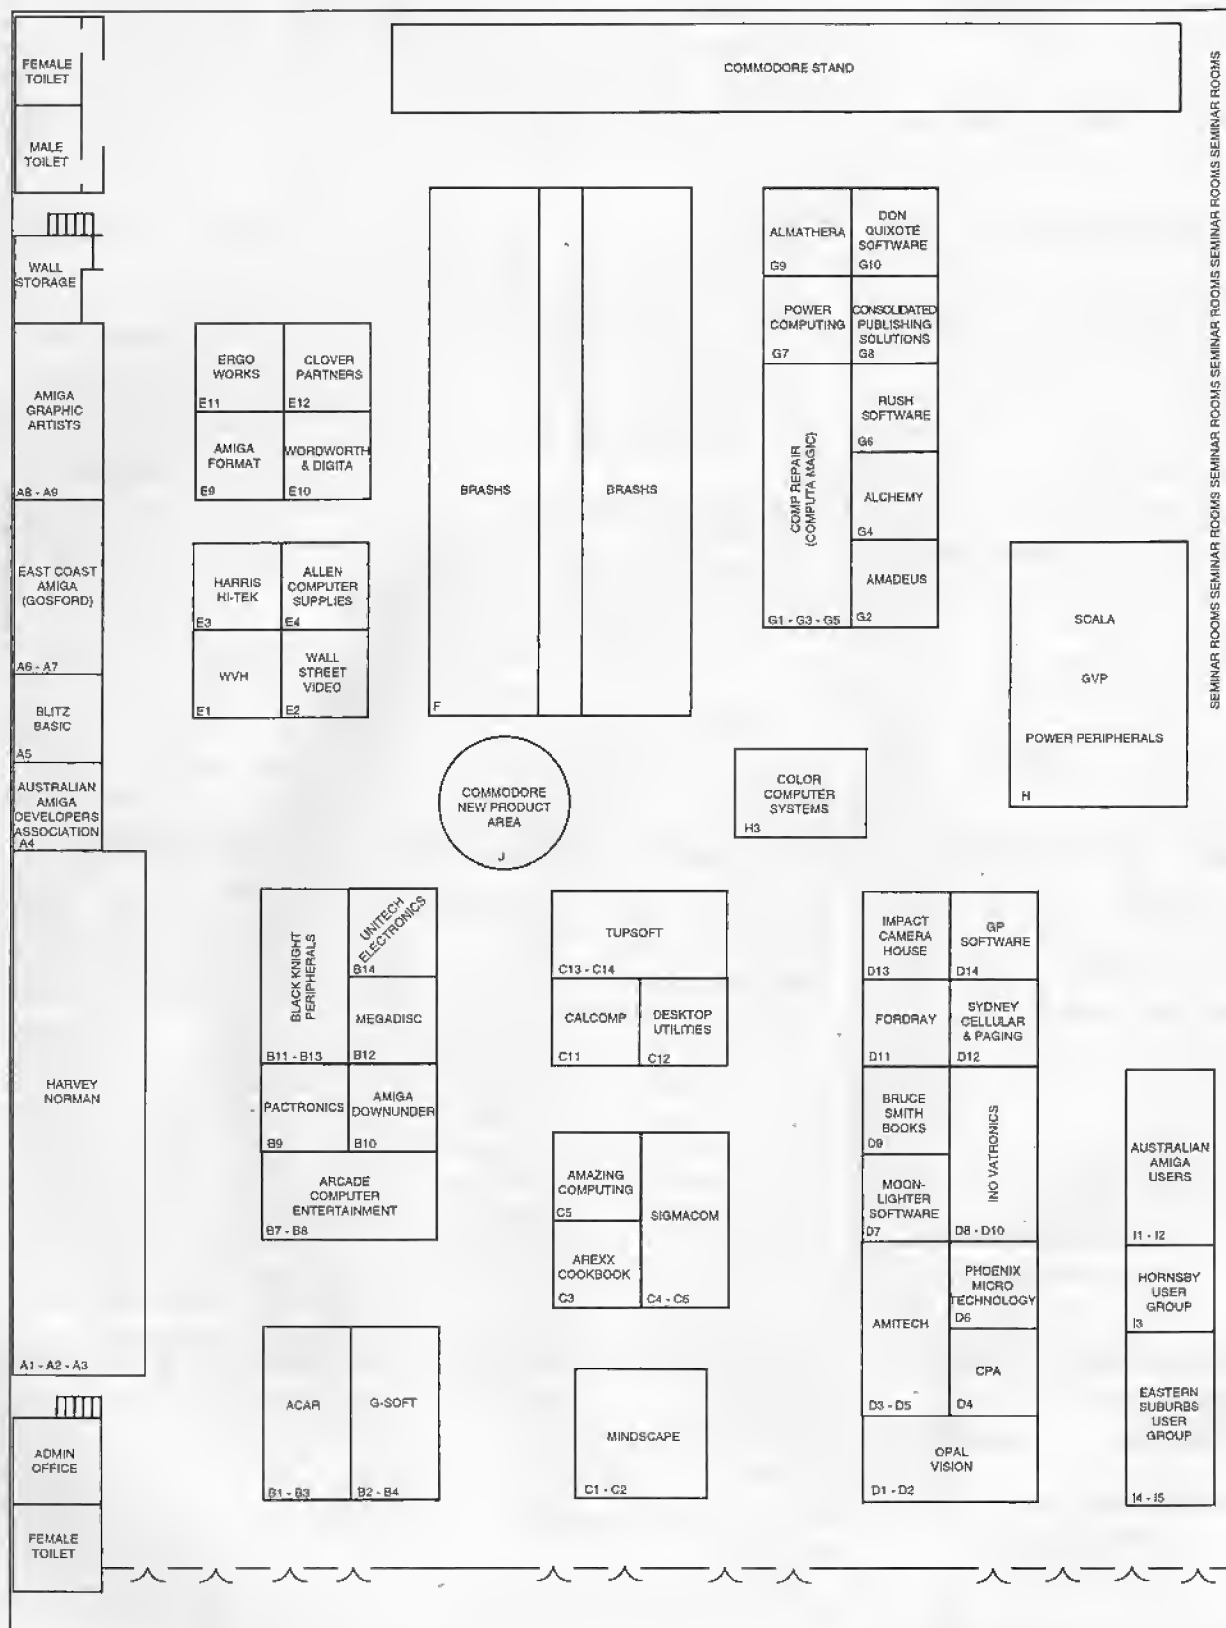 FEMALE
TOILET
MALE
TOILET
WALL
STORAGE
AMIGA
GRAPHIC
ARTISTS
A8 - A9
EAST COAST
AMIGA
(GOSFORD)
A6 - A7
BLITZ
BASIC
A5
AUSTRALIAN
AMIGA
DEVELOPERS
ASSOCIATION
A4
HARVEY
NORMAN
A1 - A2 - A3
ADMIN
OFFICE
FEMALE
TOILET
COMMODORE STAND
SEMINAR ROOMS SEMINAR ROOMS SEMINAR ROOMS SEMINAR ROOMS SEMINAR ROOMS SEMINAR ROOMS
ERGO
WORKS
E11
CLOVER
PARTNERS
E12
AMIGA
FORMAT
E9
WORDWORTH
& DIGITA
E10
HARRIS
HI-TEK
E3
ALLEN
COMPUTER
SUPPLIES
E4
WVH
E1
WALL
STREET
VIDEO
E2
BRASHS
BRASHS
F
ALMATHERA
G9
DON
QUIXOTE
SOFTWARE
G10
POWER
COMPUTING
G7
CONSOLIDATED
PUBLISHING
SOLUTIONS
G8
COMP REPAIR
(COMPUTA MAGIC)
G1 - G3 - G5
RUSH
SOFTWARE
G6
ALCHEMY
G4
AMADEUS
G2
SCALA
GVP
POWER PERIPHERALS
H
COMMODORE
NEW PRODUCT
AREA
J
COLOR
COMPUTER
SYSTEMS
H3
BLACK KNIGHT
PERIPHERALS
B11 - B13
UNITECH
ELECTRONICS
B14
MEGADISC
B12
PACTRONICS
B9
AMIGA
DOWNUNDER
B10
ARCADE
COMPUTER
ENTERTAINMENT
B7 - B8
ACAR
B1 - B3
G-SOFT
B2 - B4
TUPSOFT
C13 - C14
CALCOMP
C11
DESKTOP
UTILITIES
C12
AMAZING
COMPUTING
C5
SIGMACOM
C4 - C6
AREXX
COOKBOOK
C3
MINDSCAPE
C1 - C2
IMPACT
CAMERA
HOUSE
D13
GP
SOFTWARE
D14
FORDRAY
D11
SYDNEY
CELLULAR
& PAGING
D12
BRUCE
SMITH
BOOKS
D9
INO VATRONICS
D8 - D10
MOON-
LIGHTER
SOFTWARE
D7
AMITECH
D3 - D5
PHOENIX
MICRO
TECHNOLOGY
D6
CPA
D4
OPAL
VISION
D1 - D2
AUSTRALIAN
AMIGA
USERS
I1 - I2
HORNSBY
USER
GROUP
I3
EASTERN
SUBURBS
USER
GROUP
I4 - I5